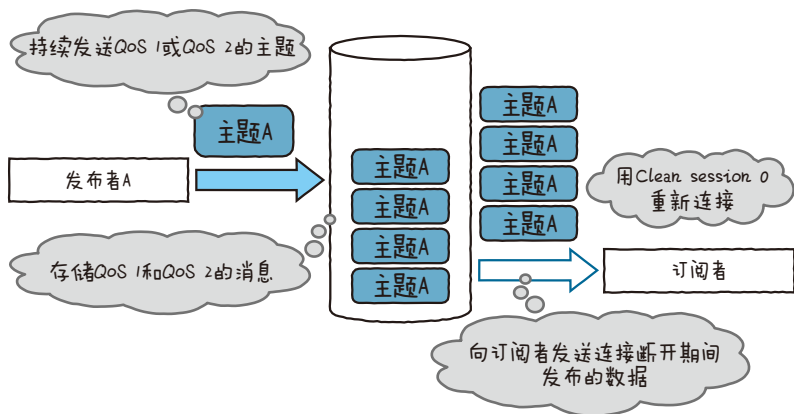 持续发送QoS 1或QoS 2的主题
主题A
发布者A
存储QoS 1和QoS 2的消息
主题A
主题A
主题A
主题A
主题A
主题A
主题A
主题A
用Clean session 0
重新连接
订阅者
向订阅者发送连接断开期间
发布的数据